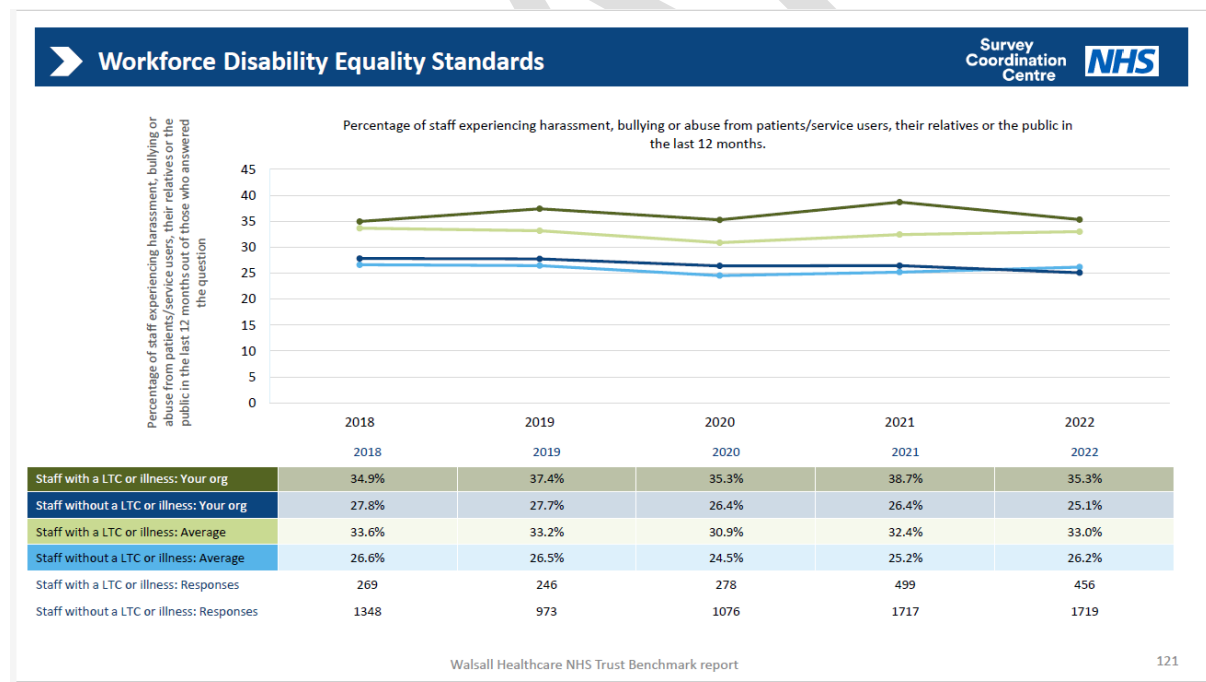 Workforce Disability Equality Standards
Survey
Coordination
Centre
NHS
Percentage of staff experiencing harassment, bullying or abuse from patients/service users, their relatives or the public in
the last 12 months.
Percentage of staff experiencing harassment, bullying or
abuse from patients/service users, their relatives or the
public in the last 12 months out of those who answered
the question
45
40
35
30
25
20
15
10
5
0
2018 2019 2020 2021 2022
2018 2019 2020 2021 2022
Staff with a LTC or illness: Your org 34.9% 37.4% 35.3% 38.7% 35.3%
Staff without a LTC or illness: Your org 27.8% 27.7% 26.4% 26.4% 25.1%
Staff with a LTC or illness: Average 33.6% 33.2% 30.9% 32.4% 33.0%
Staff without a LTC or illness: Average 26.6% 26.5% 24.5% 25.2% 26.2%
Staff with a LTC or illness: Responses 269 246 278 499 456
Staff without a LTC or illness: Responses 1348 973 1076 1717 1719
Walsall Healthcare NHS Trust Benchmark report
121